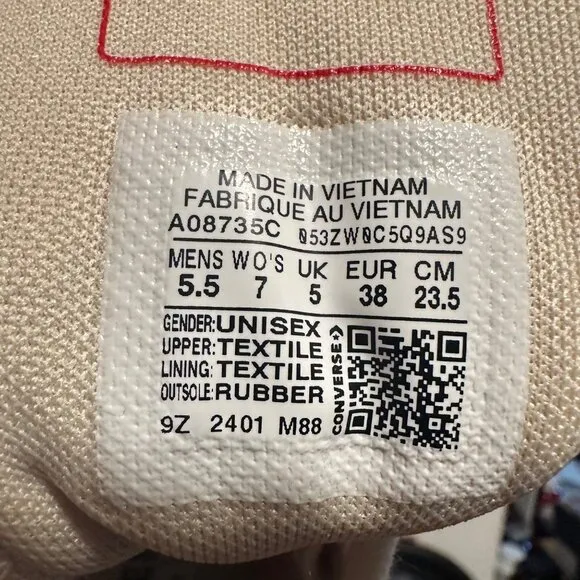 MADE IN VIETNAM
FABRIQUE AU VIETNAM
A08735C 053ZW0C5Q9AS9
MENS WO'S UK EUR CM
5.5 7 5 38 23.5
GENDER: UNISEX
UPPER: TEXTILE
LINING: TEXTILE
OUTSOLE: RUBBER
CONVERSE
9Z 2401 M88